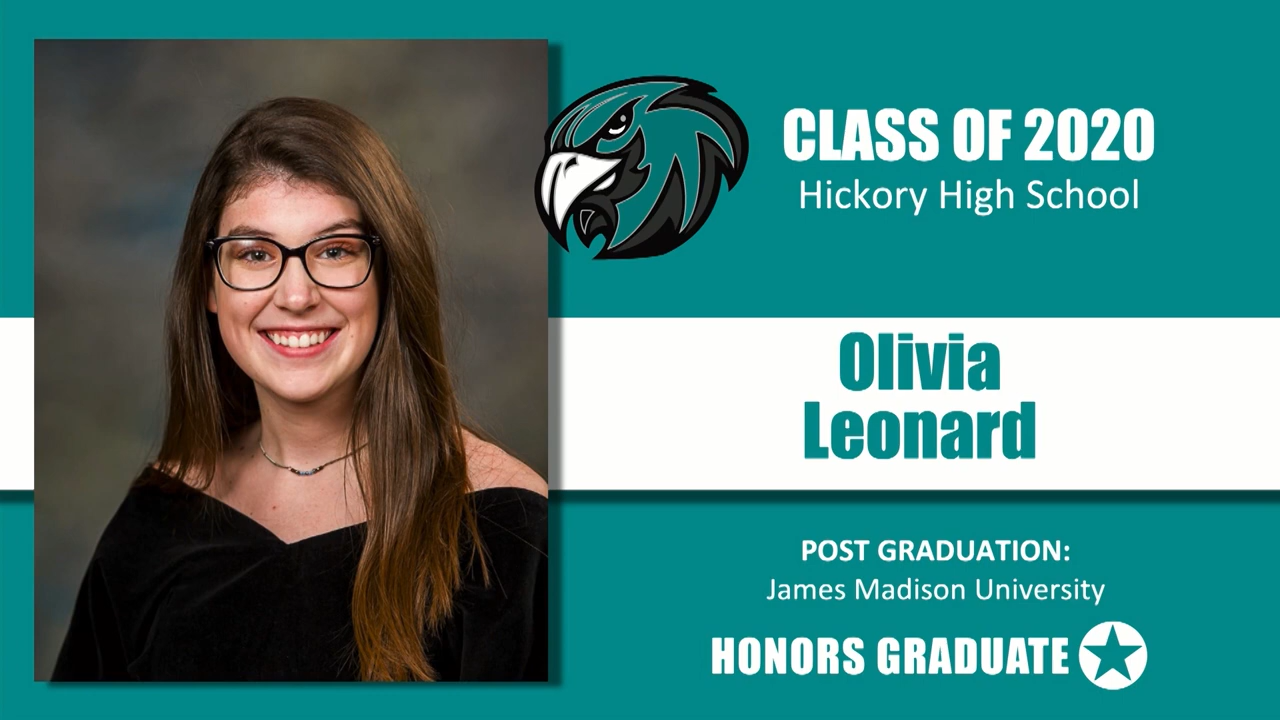 CLASS OF 2020
Hickory High School
Olivia
Leonard
POST GRADUATION:
James Madison University
HONORS GRADUATE